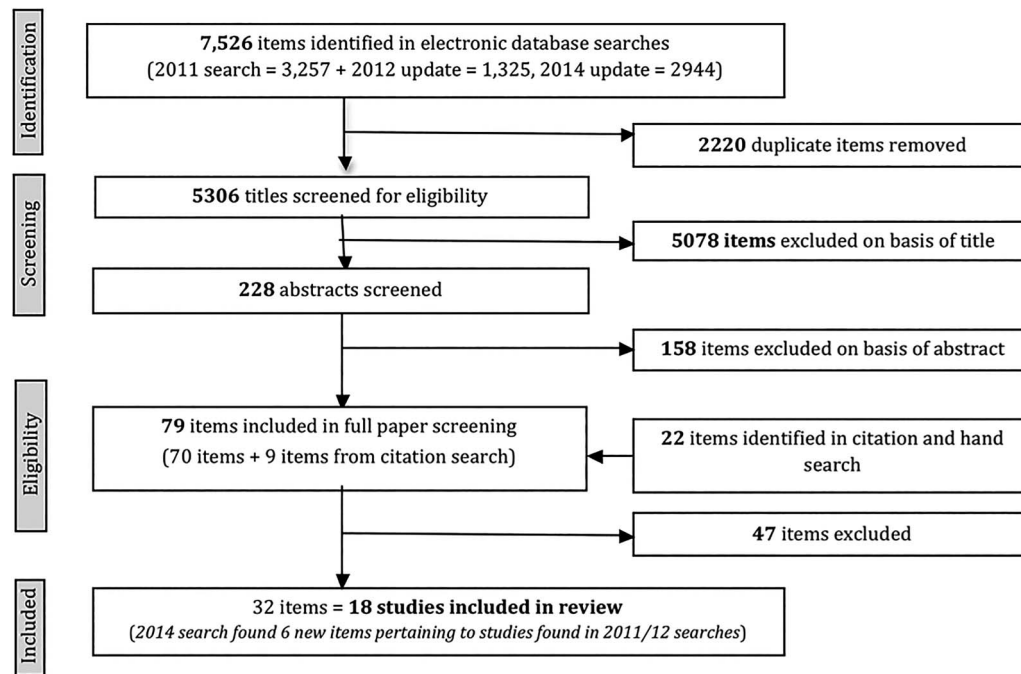 Identification
7,526 items identified in electronic database searches
(2011 search = 3,257 + 2012 update = 1,325, 2014 update = 2944)
2220 duplicate items removed
Screening
5306 titles screened for eligibility
5078 items excluded on basis of title
228 abstracts screened
158 items excluded on basis of abstract
Eligibility
79 items included in full paper screening
(70 items + 9 items from citation search)
22 items identified in citation and hand
search
47 items excluded
Included
32 items = 18 studies included in review
(2014 search found 6 new items pertaining to studies found in 2011/12 searches)